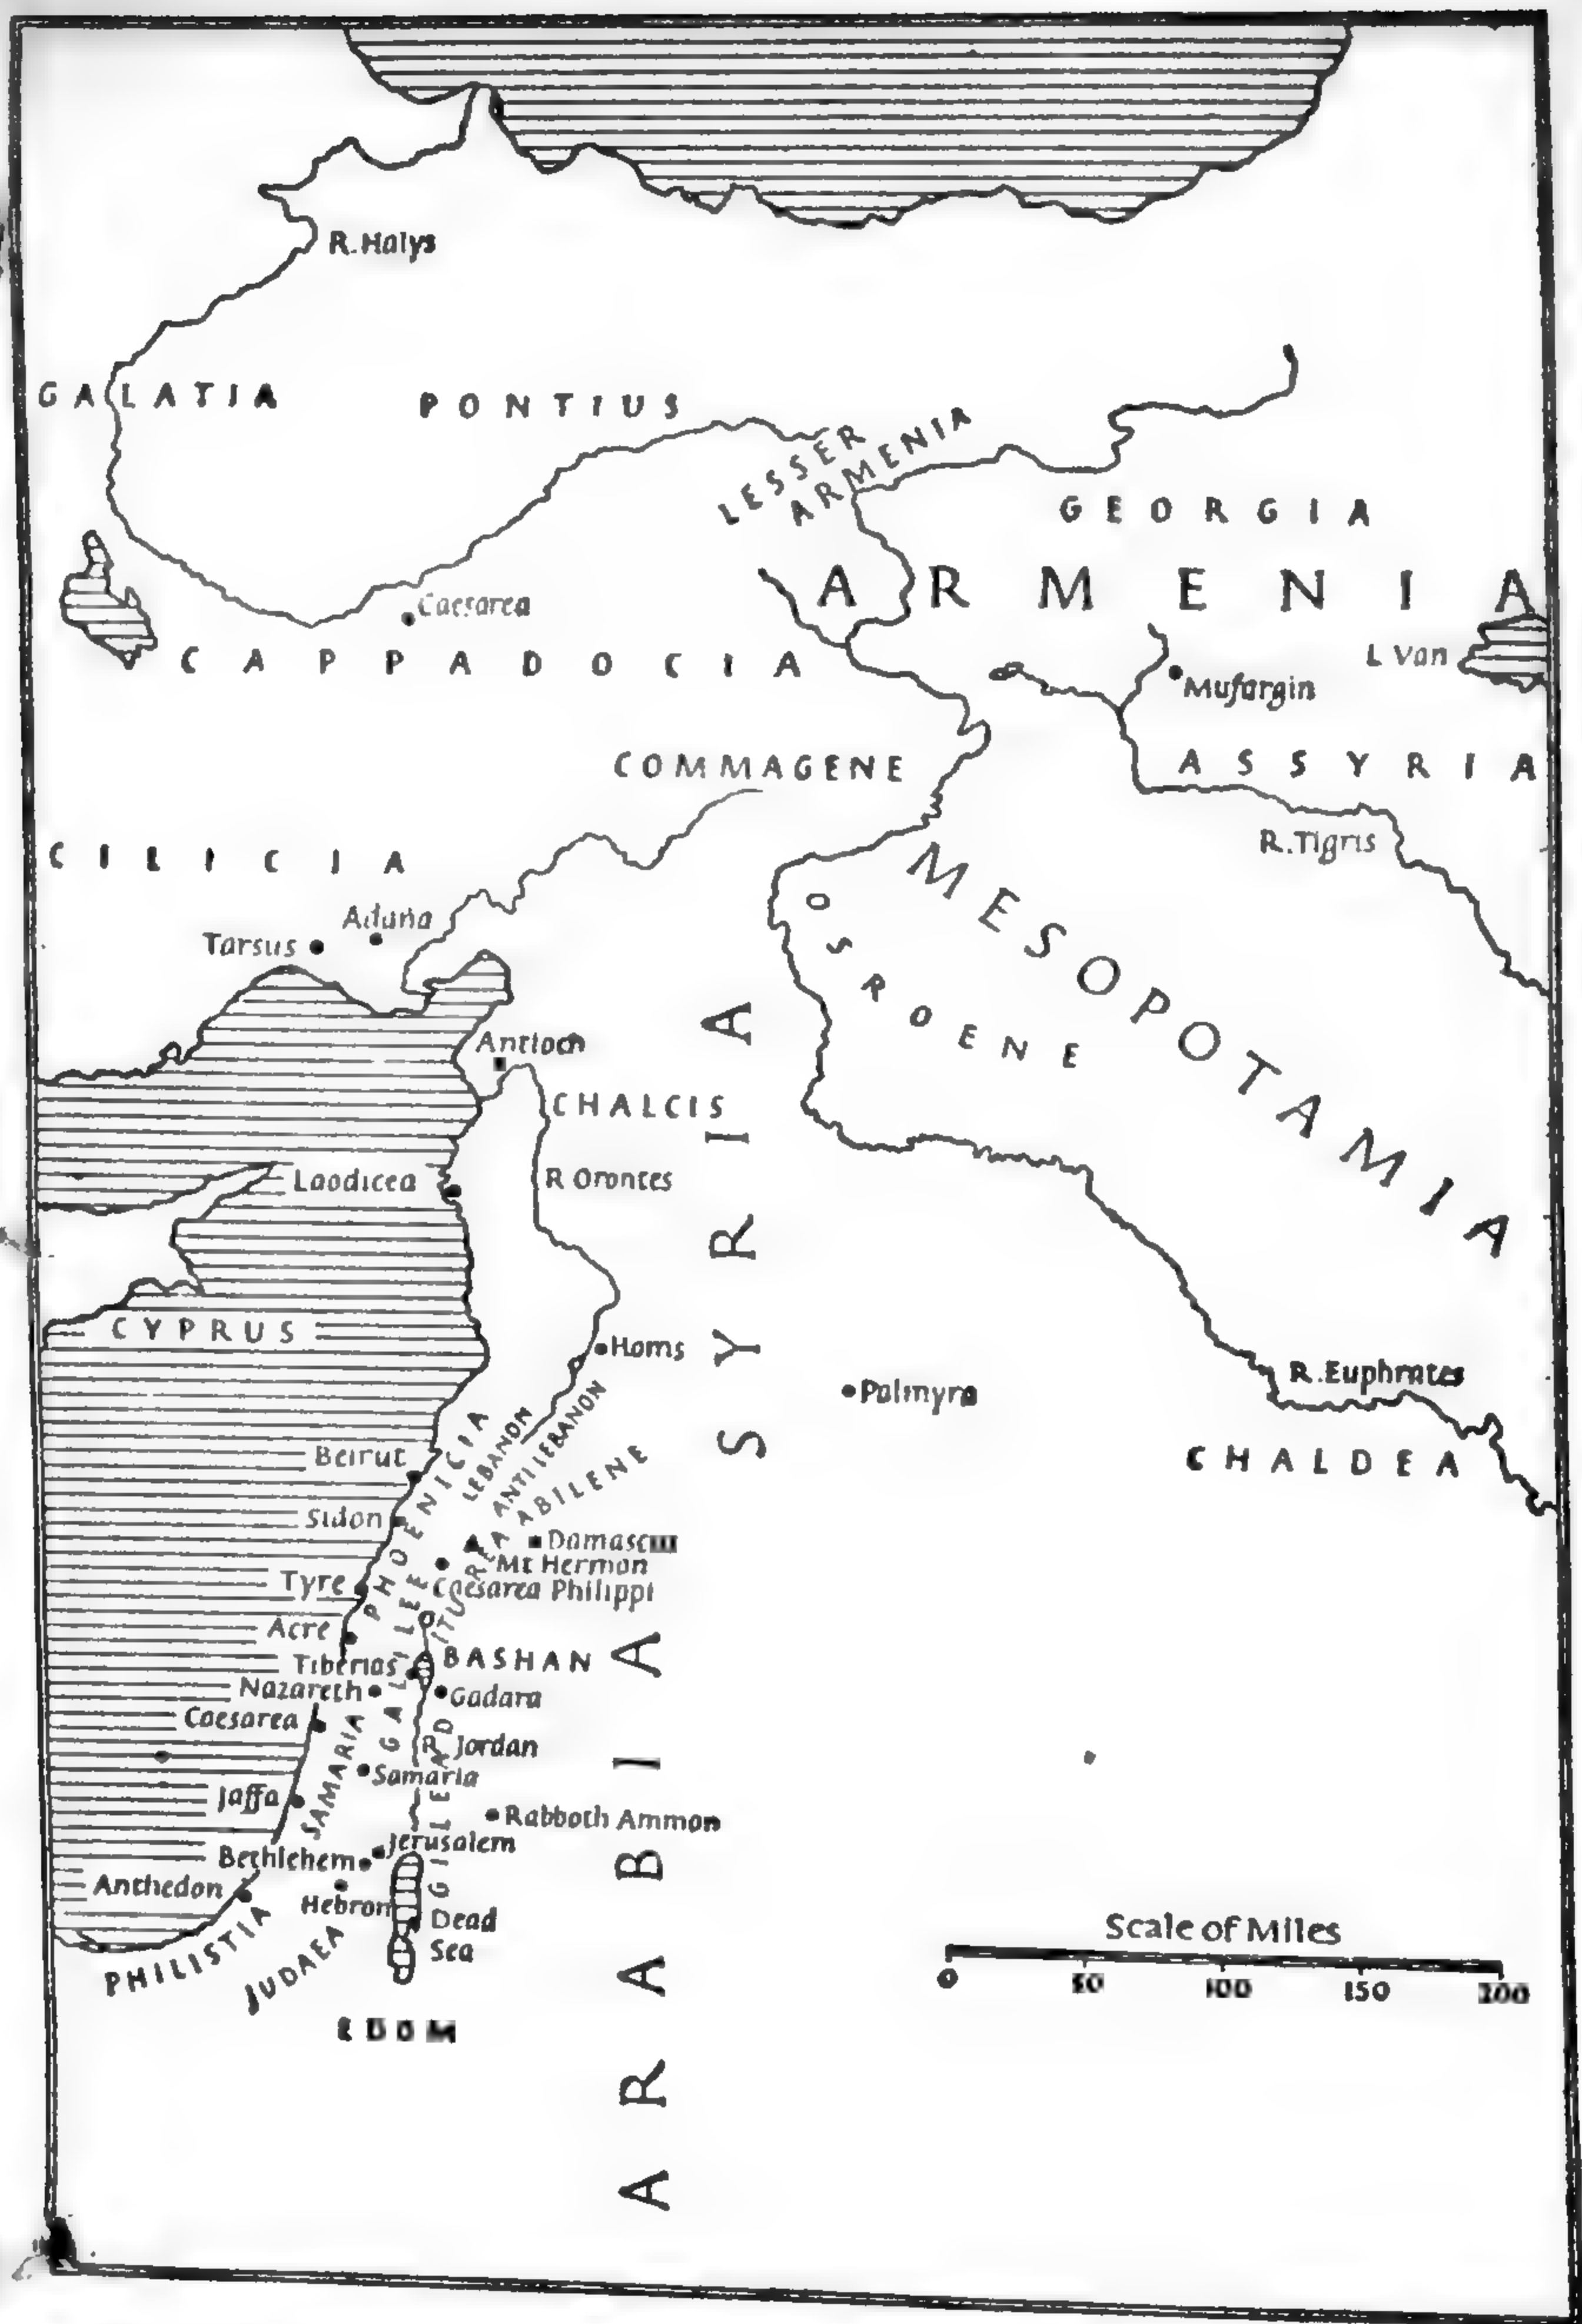 R. Halys
GALATIA
PONTIUS
LESSER
ARMENIA
GEORGIA
ARMENIA
Caesarea
CAPPADOCIA
L Van
Mufargin
COMMAGENE
ASSYRIA
R. Tigris
CILICIA
MESOPOTAMIA
OSROENE
Adana
Tarsus
SYRIA
Antioch
CHALCIS
Laodicea
R Orontes
CYPRUS
Homs
Palmyra
R. Euphrates
CHALDEA
PHOENICIA
LEBANON
ANTILEBANON
ABILENE
Beirut
Sidon
Damascus
Mt Hermon
Tyre
Caesarea Philippi
ITUREA
Acre
GALILEE
Tiberias
BASHAN
Nazareth
Gadara
Caesarea
SAMARIA
R Jordan
Samaria
GILEAD
Jaffa
Rabboth Ammon
Jerusalem
Bethlehem
Anthedon
Hebron
Dead
Sea
PHILISTIA
JUDAEA
EDOM
ARABIA
Scale of Miles
0 50 100 150 200